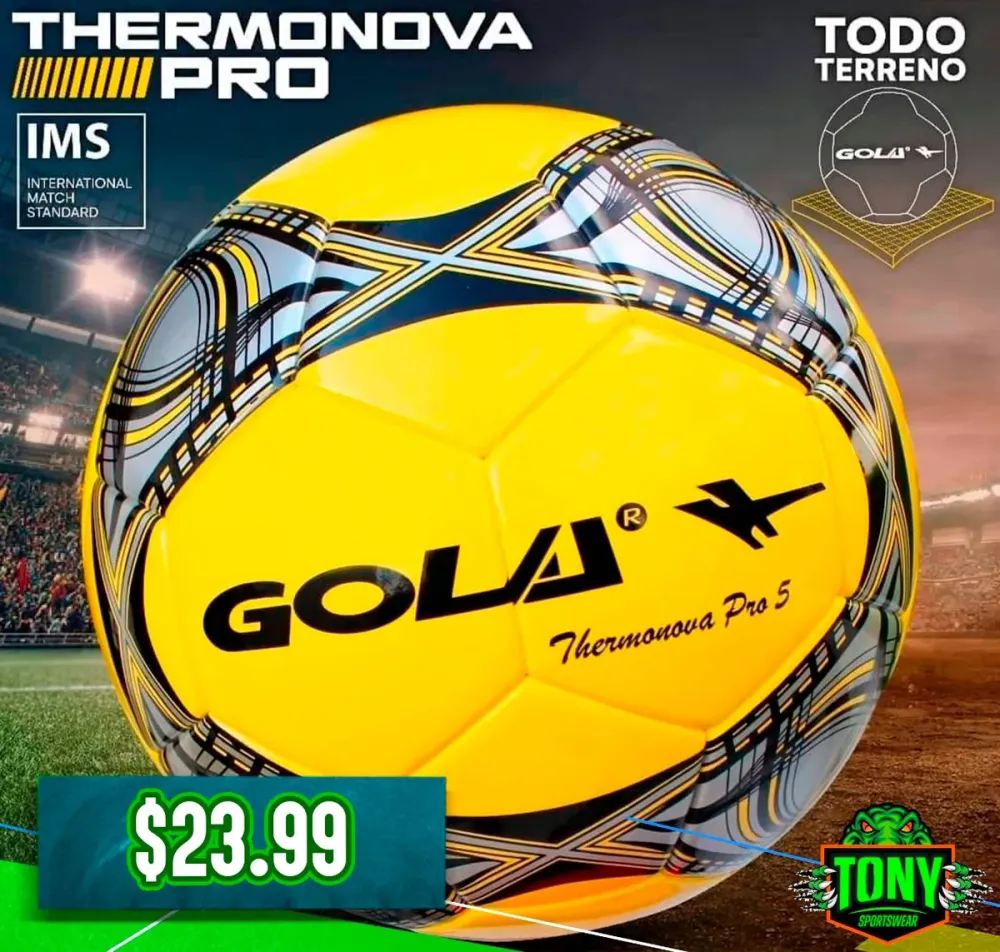 THERMONOVA
PRO
TODO
TERRENO
IMS
INTERNATIONAL
MATCH
STANDARD
GOLA®
GOLA®
Thermonova Pro 5
$23.99
TONY
SPORTSWEAR